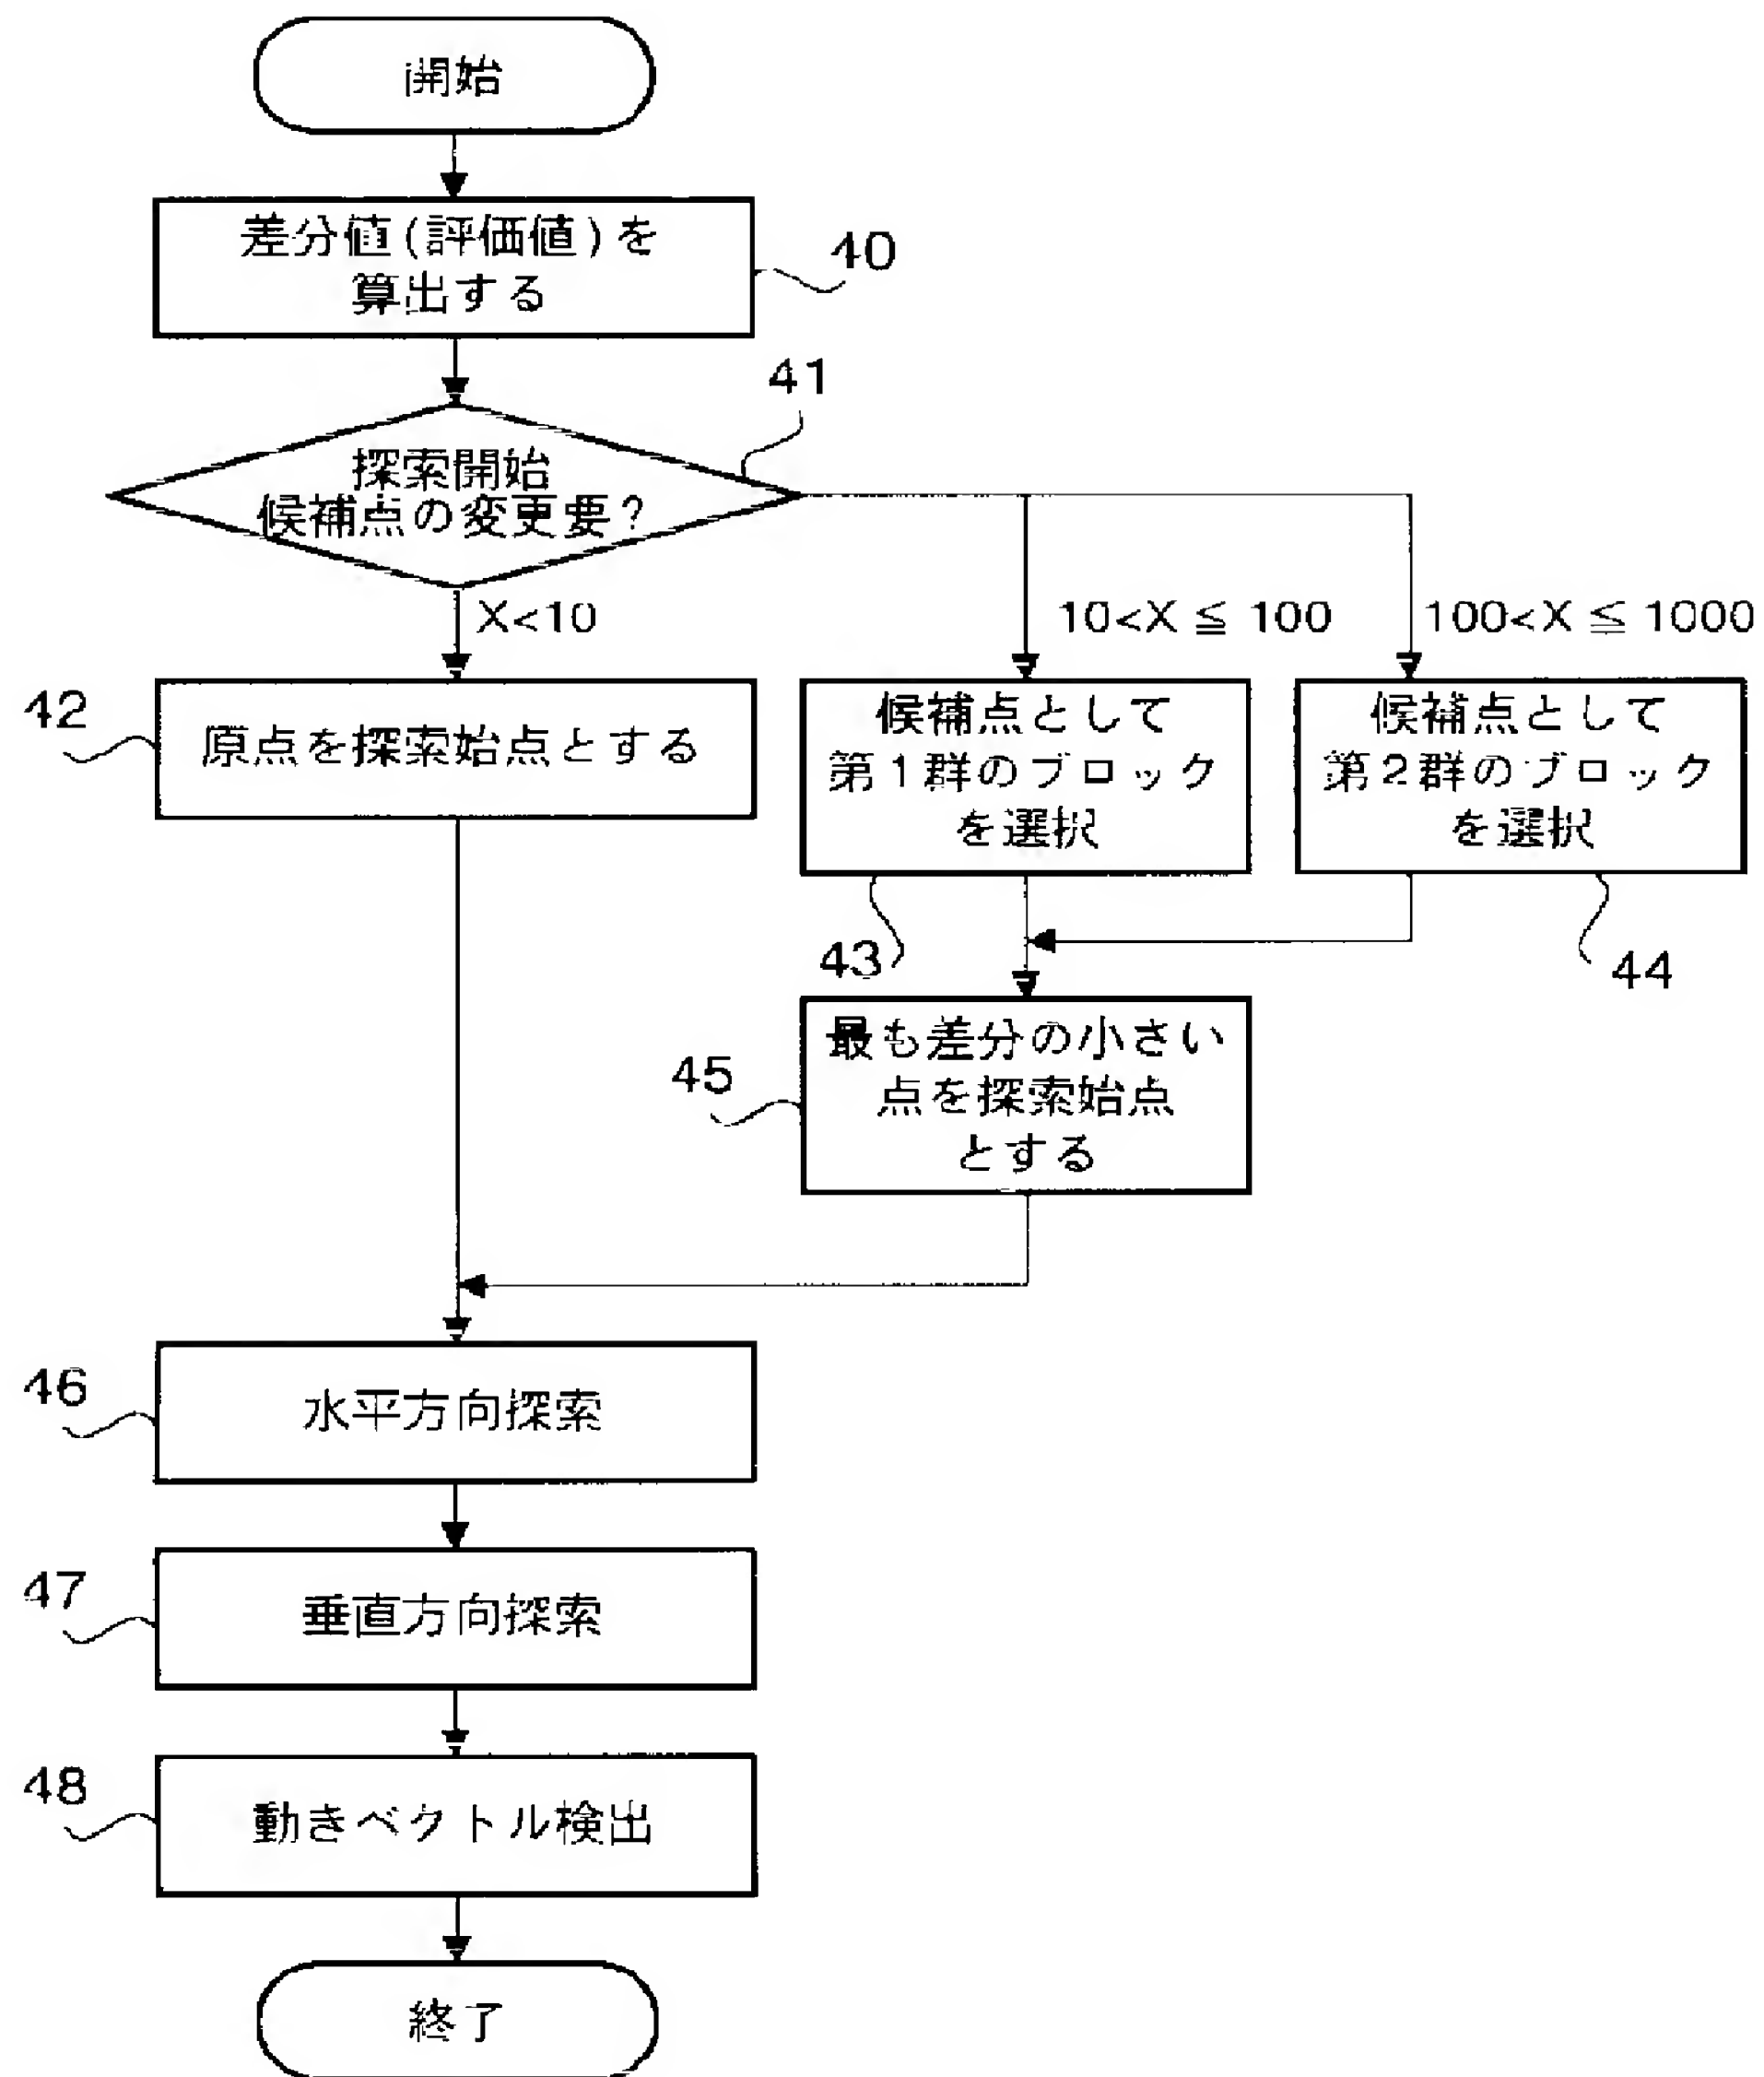 開始
差分値(評価値)を
算出する
40
41
探索開始
候補点の変更要?
X<10
10<X ≦ 100
100<X ≦ 1000
42
原点を探索始点とする
候補点として
第1群のブロック
を選択
候補点として
第2群のブロック
を選択
43
44
45
最も差分の小さい
点を探索始点
とする
46
水平方向探索
47
垂直方向探索
48
動きベクトル検出
終了